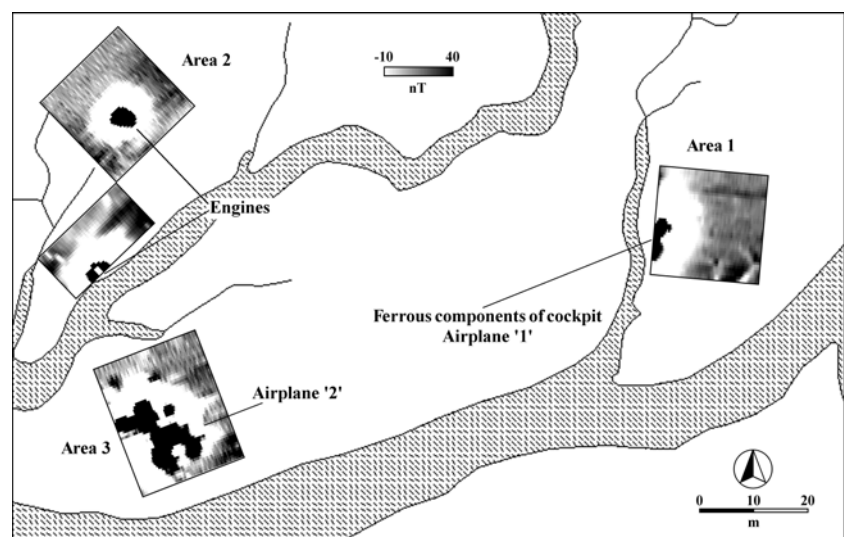 Area 2
-10 40
nT
Area 1
Engines
Ferrous components of cockpit
Airplane '1'
Airplane '2'
Area 3
0 10 20
m